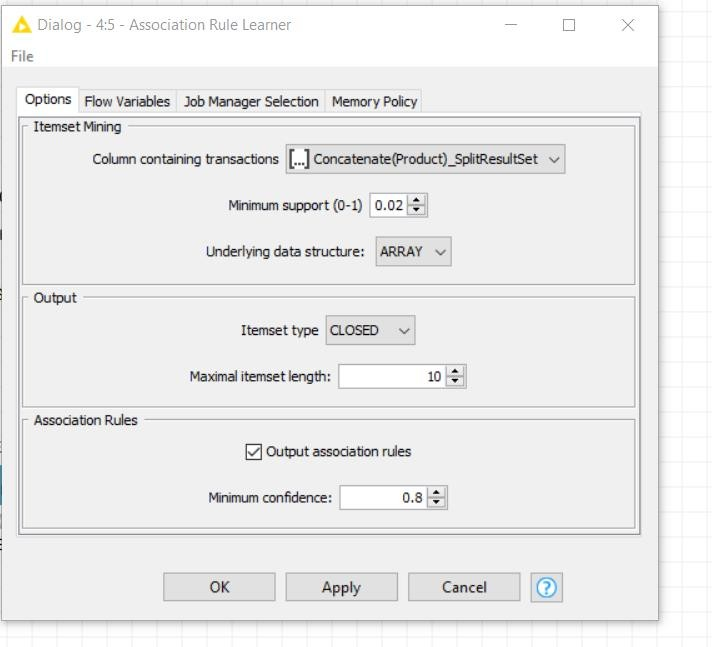 Dialog - 4:5 - Association Rule Learner
File
Options Flow Variables Job Manager Selection Memory Policy
Itemset Mining
Column containing transactions [...] Concatenate(Product)_SplitResultSet
Minimum support (0-1) 0.02
Underlying data structure: ARRAY
Output
Itemset type CLOSED
Maximal itemset length: 10
Association Rules
Output association rules
Minimum confidence: 0.8
OK Apply Cancel ?